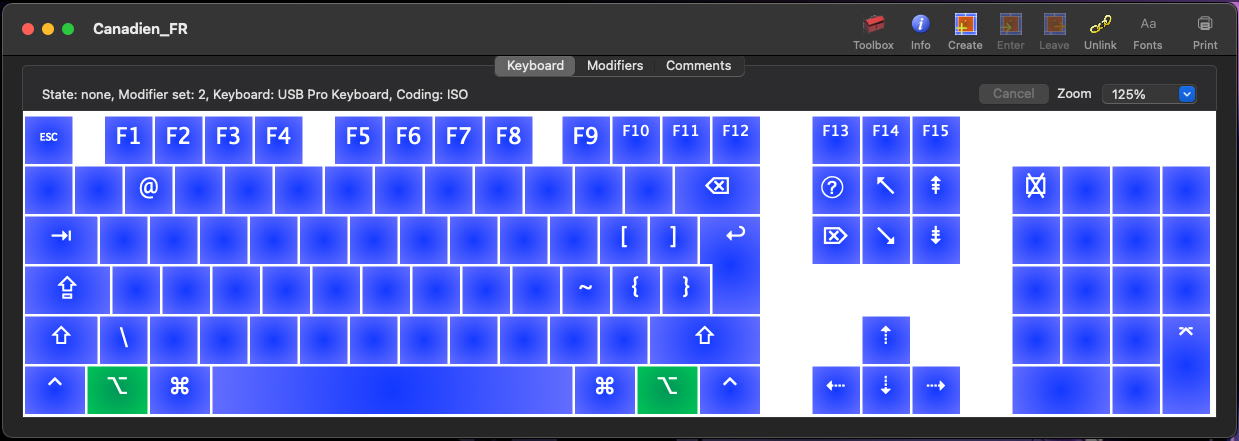 Canadien_FR
Toolbox Info Create Enter Leave Unlink Fonts Print
Aa
Keyboard Modifiers Comments
State: none, Modifier set: 2, Keyboard: USB Pro Keyboard, Coding: ISO
Cancel Zoom 125%
ESC F1 F2 F3 F4 F5 F6 F7 F8 F9 F10 F11 F12 F13 F14 F15
@ ⌫ ? ↖ ⇞
⇥ [ ] ↩ ⌦ ↘ ⇟
⇪ ~ { }
⇧ \ ⇧ ⇡ ⌤
^ ⌥ ⌘ ⌘ ⌥ ^ ⇠ ⇣ ⇢